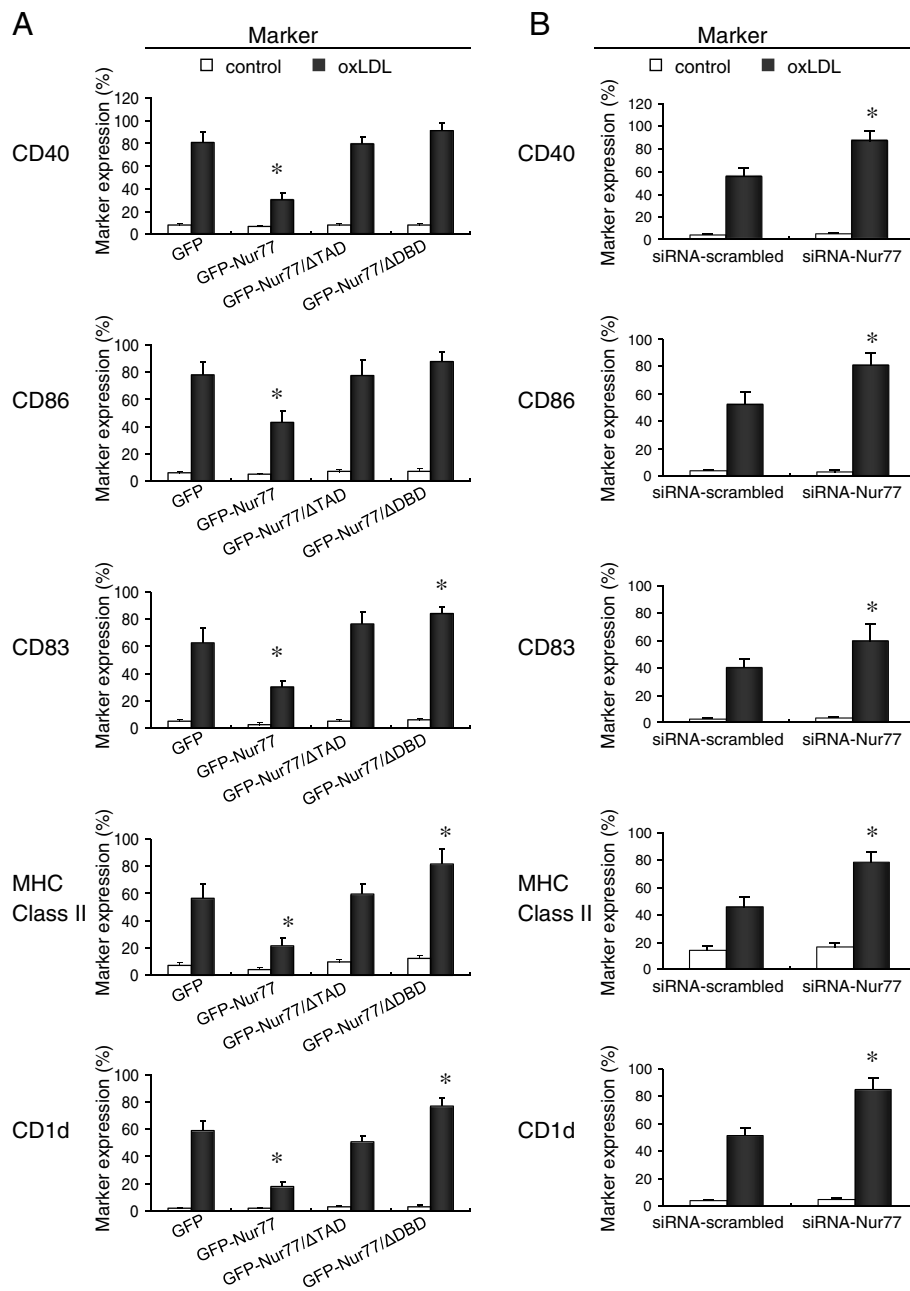 A
Marker
control oxLDL
CD40
Marker expression (%)
120
100
80
60
40
20
0
*
GFP
GFP-Nur77
GFP-Nur77/ΔTAD
GFP-Nur77/ΔDBD
CD86
Marker expression (%)
100
80
60
40
20
0
*
GFP
GFP-Nur77
GFP-Nur77/ΔTAD
GFP-Nur77/ΔDBD
CD83
Marker expression (%)
100
80
60
40
20
0
*
*
GFP
GFP-Nur77
GFP-Nur77/ΔTAD
GFP-Nur77/ΔDBD
MHC
Class II
Marker expression (%)
100
80
60
40
20
0
*
*
GFP
GFP-Nur77
GFP-Nur77/ΔTAD
GFP-Nur77/ΔDBD
CD1d
Marker expression (%)
100
80
60
40
20
0
*
*
GFP
GFP-Nur77
GFP-Nur77/ΔTAD
GFP-Nur77/ΔDBD
B
Marker
control oxLDL
CD40
Marker expression (%)
120
100
80
60
40
20
0
*
siRNA-scrambled siRNA-Nur77
CD86
Marker expression (%)
100
80
60
40
20
0
*
siRNA-scrambled siRNA-Nur77
CD83
Marker expression (%)
100
80
60
40
20
0
*
siRNA-scrambled siRNA-Nur77
MHC
Class II
Marker expression (%)
100
80
60
40
20
0
*
siRNA-scrambled siRNA-Nur77
CD1d
Marker expression (%)
100
80
60
40
20
0
*
siRNA-scrambled siRNA-Nur77